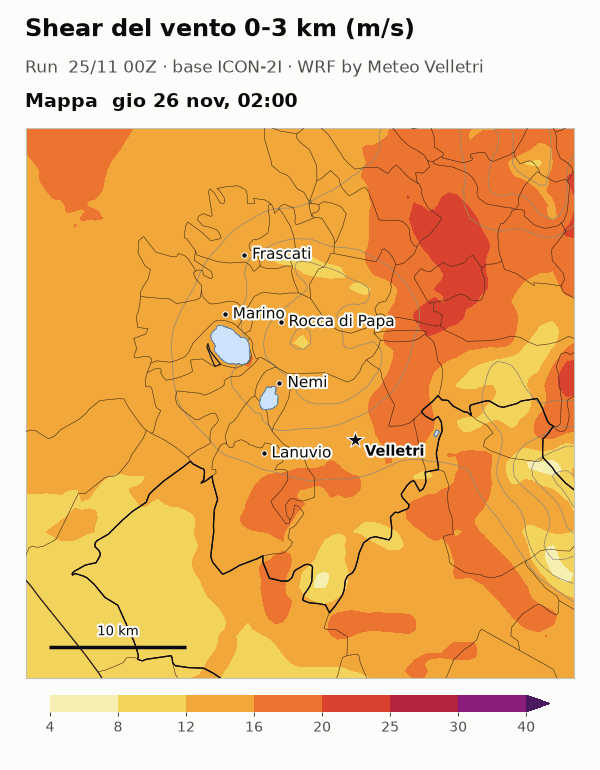 Shear del vento 0-3 km (m/s)
Run  25/11 00Z · base ICON-2I · WRF by Meteo Velletri
Mappa  gio 26 nov, 02:00
Frascati
Marino
Rocca di Papa
Nemi
Velletri
Lanuvio
10 km
4 8 12 16 20 25 30 40